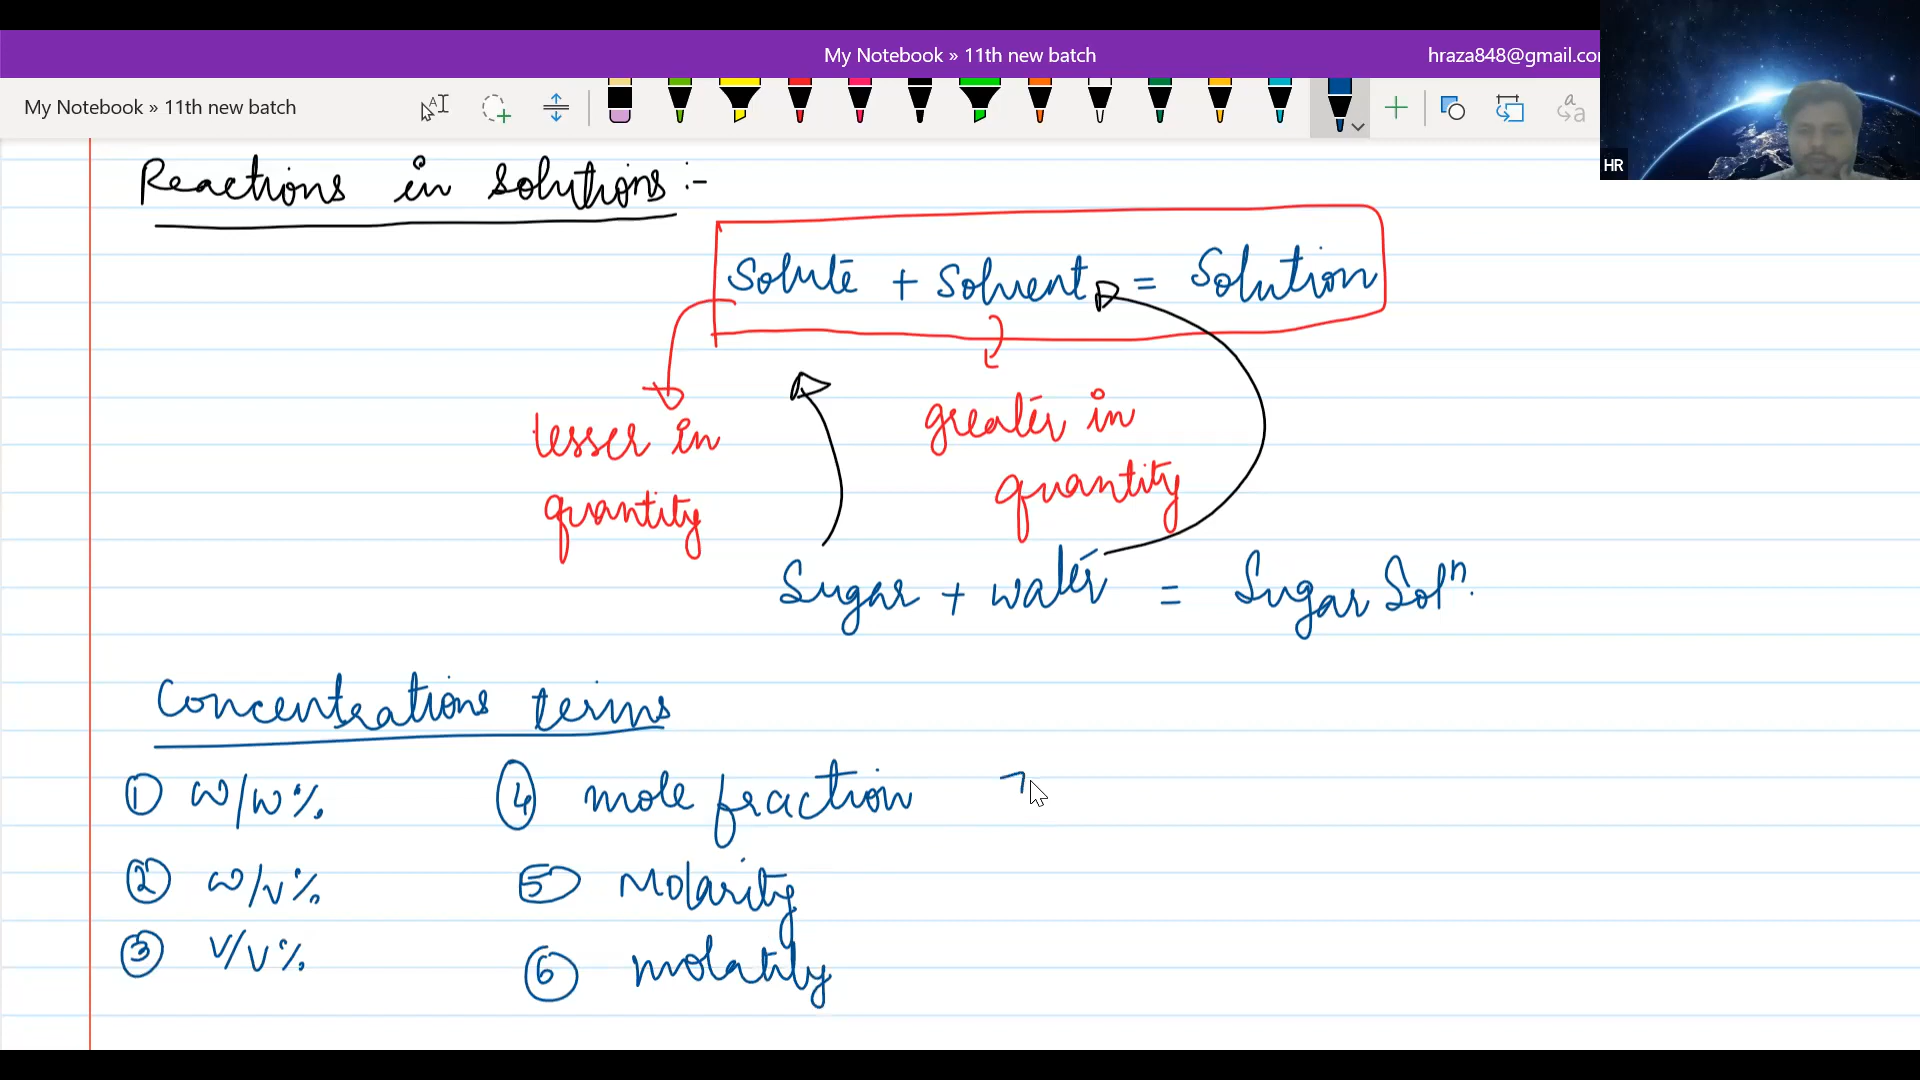 My Notebook » 11th new batch
hraza848@gmail.co
My Notebook » 11th new batch
HR
Reactions in solutions :-
Solute + Solvent = Solution
lesser in
quantity
greater in
quantity
Sugar + water = Sugar Solⁿ.
Concentrations terms
① w/w %
② w/v %
③ v/v %
④ mole fraction
⑤ Molarity
⑥ molality